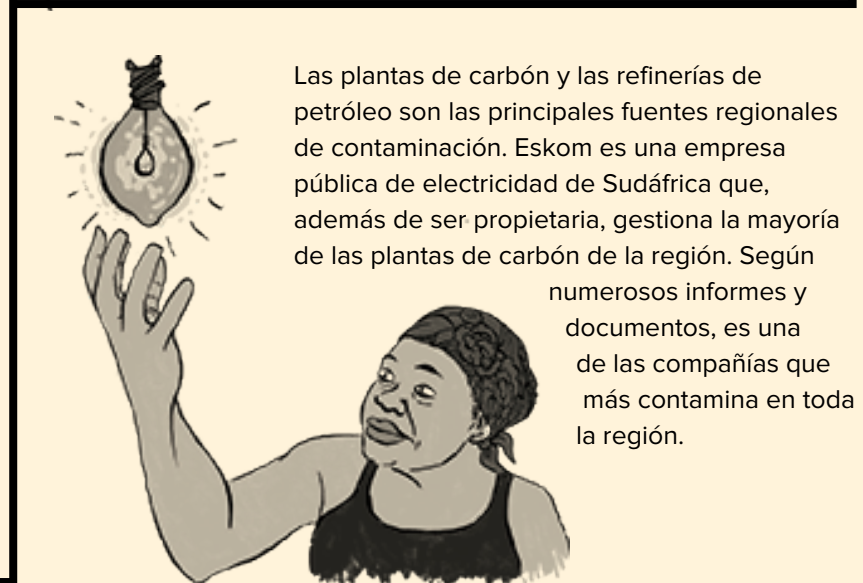 Las plantas de carbón y las refinerías de
petróleo son las principales fuentes regionales
de contaminación. Eskom es una empresa
pública de electricidad de Sudáfrica que,
además de ser propietaria, gestiona la mayoría
de las plantas de carbón de la región. Según
numerosos informes y
documentos, es una
de las compañías que
más contamina en toda
la región.